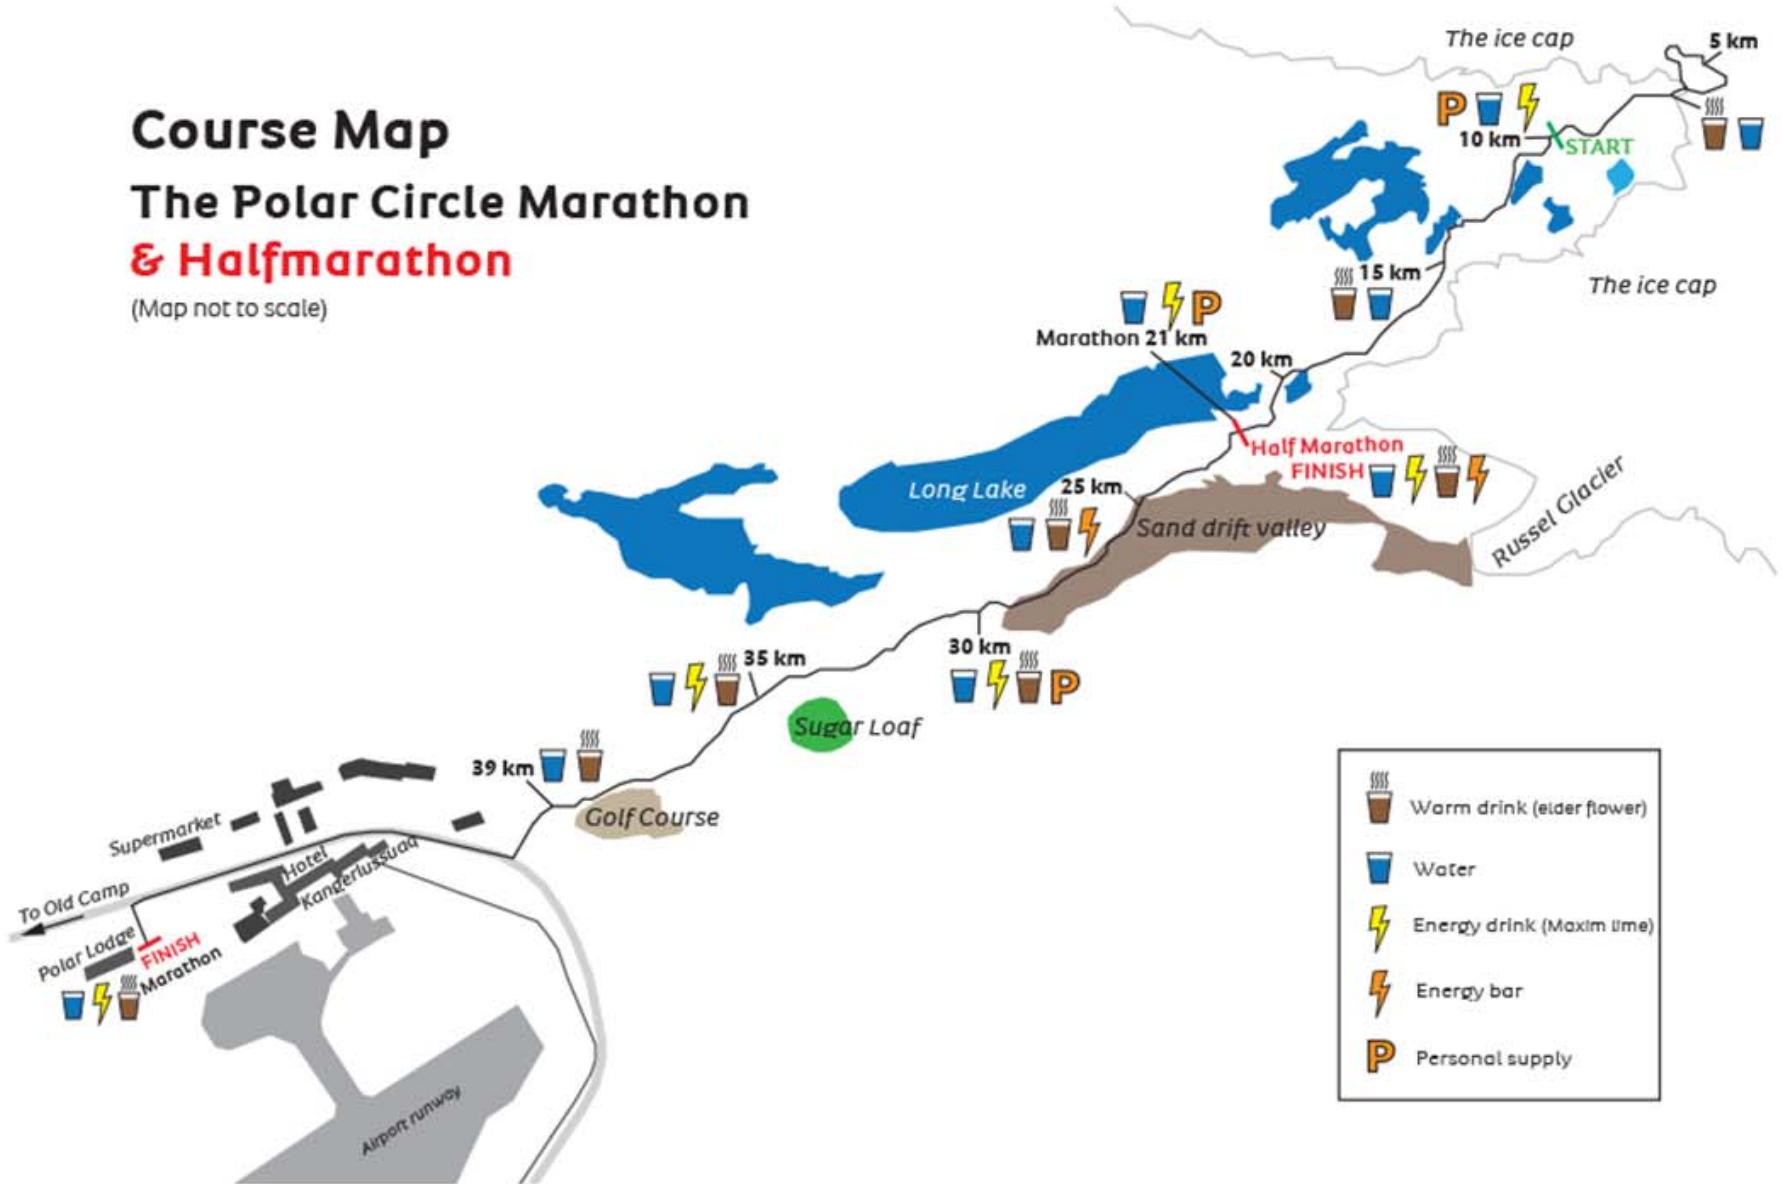 Course Map
The Polar Circle Marathon
& Halfmarathon
(Map not to scale)
The ice cap
5 km
P
10 km
START
The ice cap
15 km
P
Marathon 21 km
20 km
Half Marathon
FINISH
Russel Glacier
Long Lake
25 km
Sand drift valley
30 km
P
35 km
Sugar Loaf
39 km
Golf Course
Supermarket
Hotel
Kangerlussuaq
To Old Camp
Polar Lodge
FINISH
Marathon
Airport runway
Warm drink (elder flower)
Water
Energy drink (Maxim lime)
Energy bar
P Personal supply